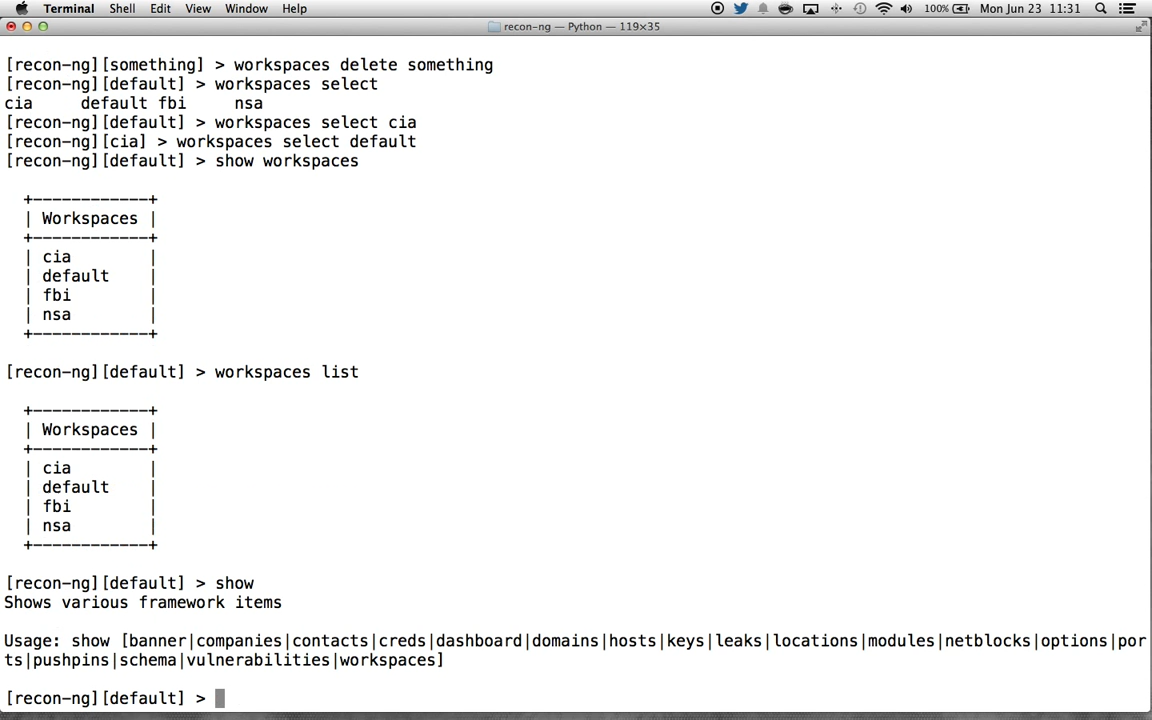 Terminal Shell Edit View Window Help 100% Mon Jun 23 11:31
recon-ng — Python — 119×35
[recon-ng][something] > workspaces delete something
[recon-ng][default] > workspaces select
cia     default fbi     nsa
[recon-ng][default] > workspaces select cia
[recon-ng][cia] > workspaces select default
[recon-ng][default] > show workspaces
+------------+
| Workspaces |
+------------+
| cia        |
| default    |
| fbi        |
| nsa        |
+------------+
[recon-ng][default] > workspaces list
+------------+
| Workspaces |
+------------+
| cia        |
| default    |
| fbi        |
| nsa        |
+------------+
[recon-ng][default] > show
Shows various framework items
Usage: show [banner|companies|contacts|creds|dashboard|domains|hosts|keys|leaks|locations|modules|netblocks|options|por
ts|pushpins|schema|vulnerabilities|workspaces]
[recon-ng][default] >